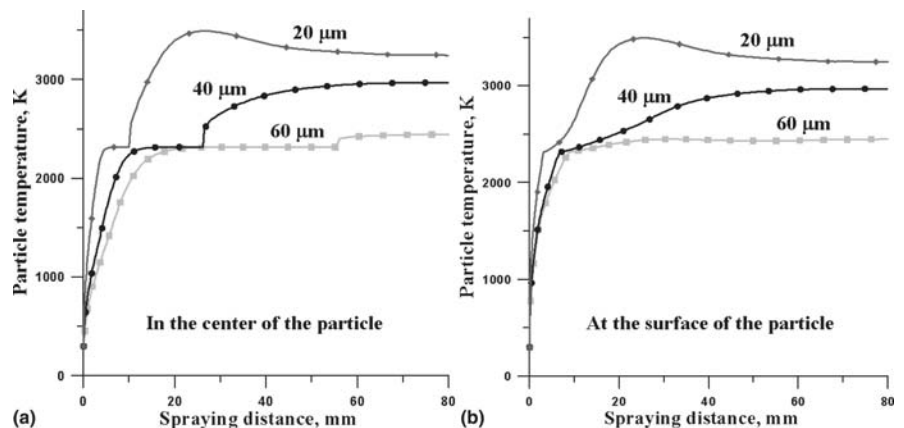 Particle temperature, K
3000
2000
1000
0
20 μm
40 μm
60 μm
In the center of the particle
0
20
40
60
80
Spraying distance, mm
(a)
Particle temperature, K
3000
2000
1000
0
20 μm
40 μm
60 μm
At the surface of the particle
0
20
40
60
80
Spraying distance, mm
(b)